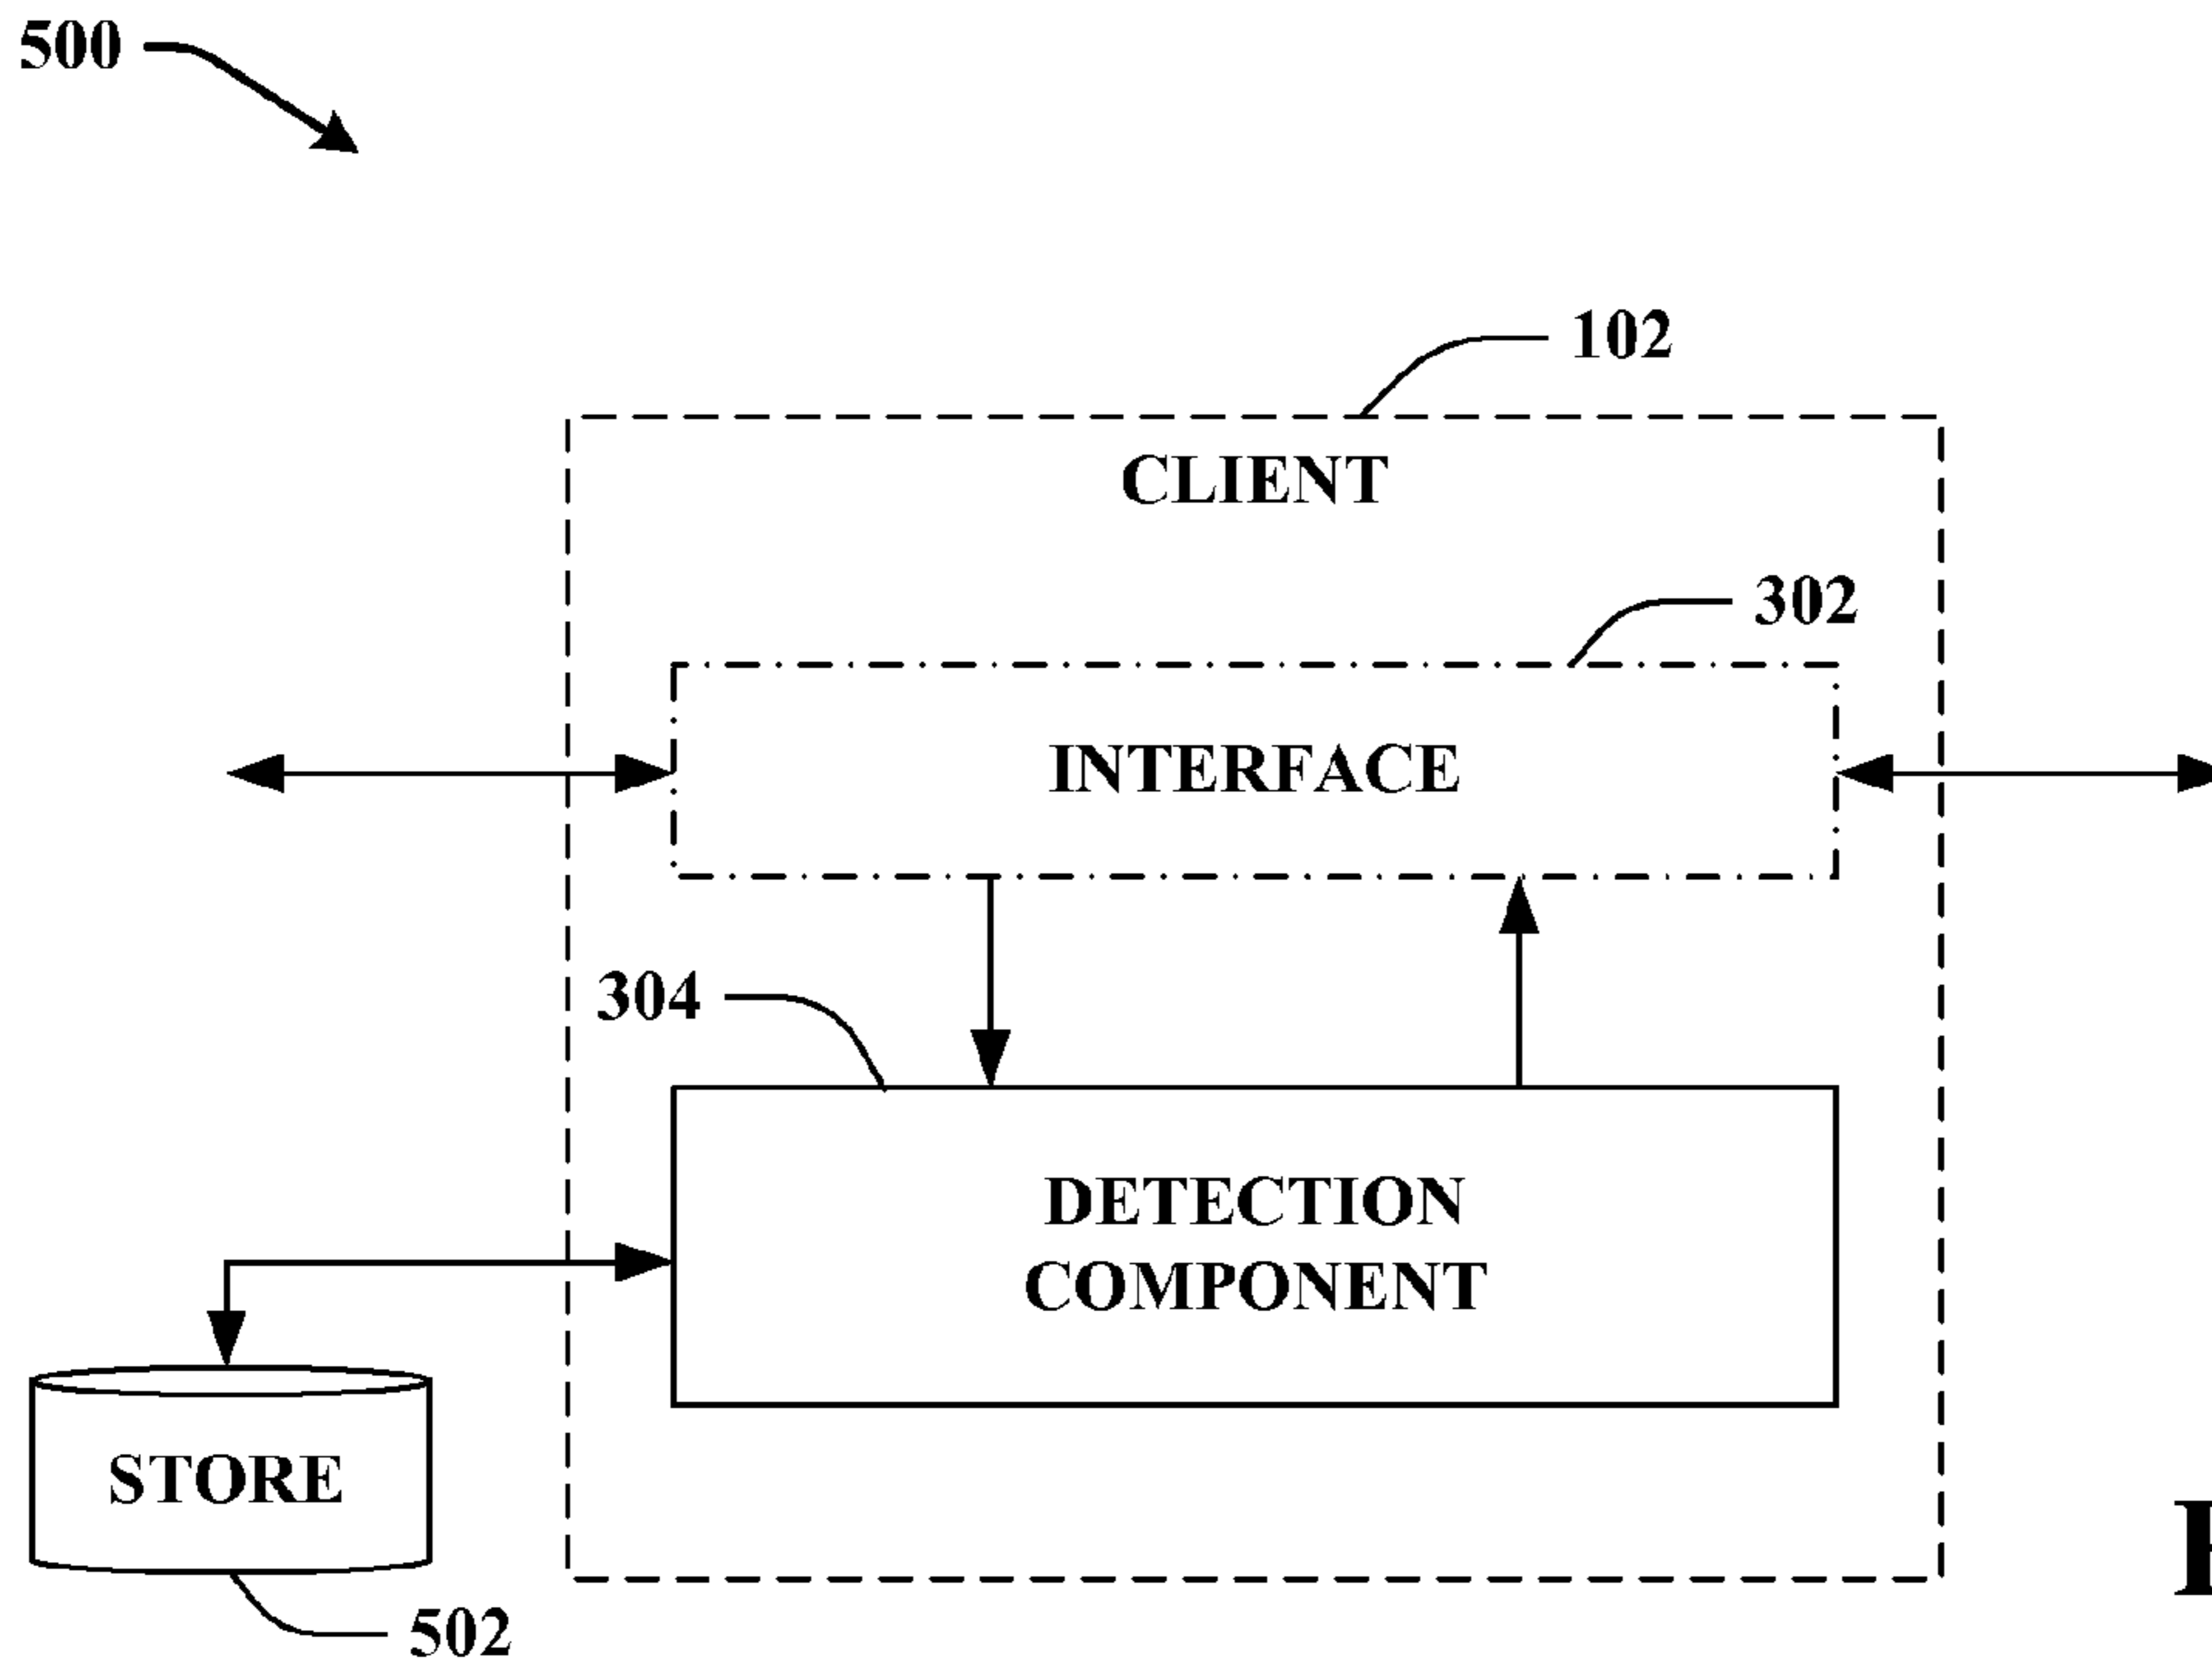 500
102
CLIENT
302
INTERFACE
304
DETECTION
COMPONENT
STORE
502